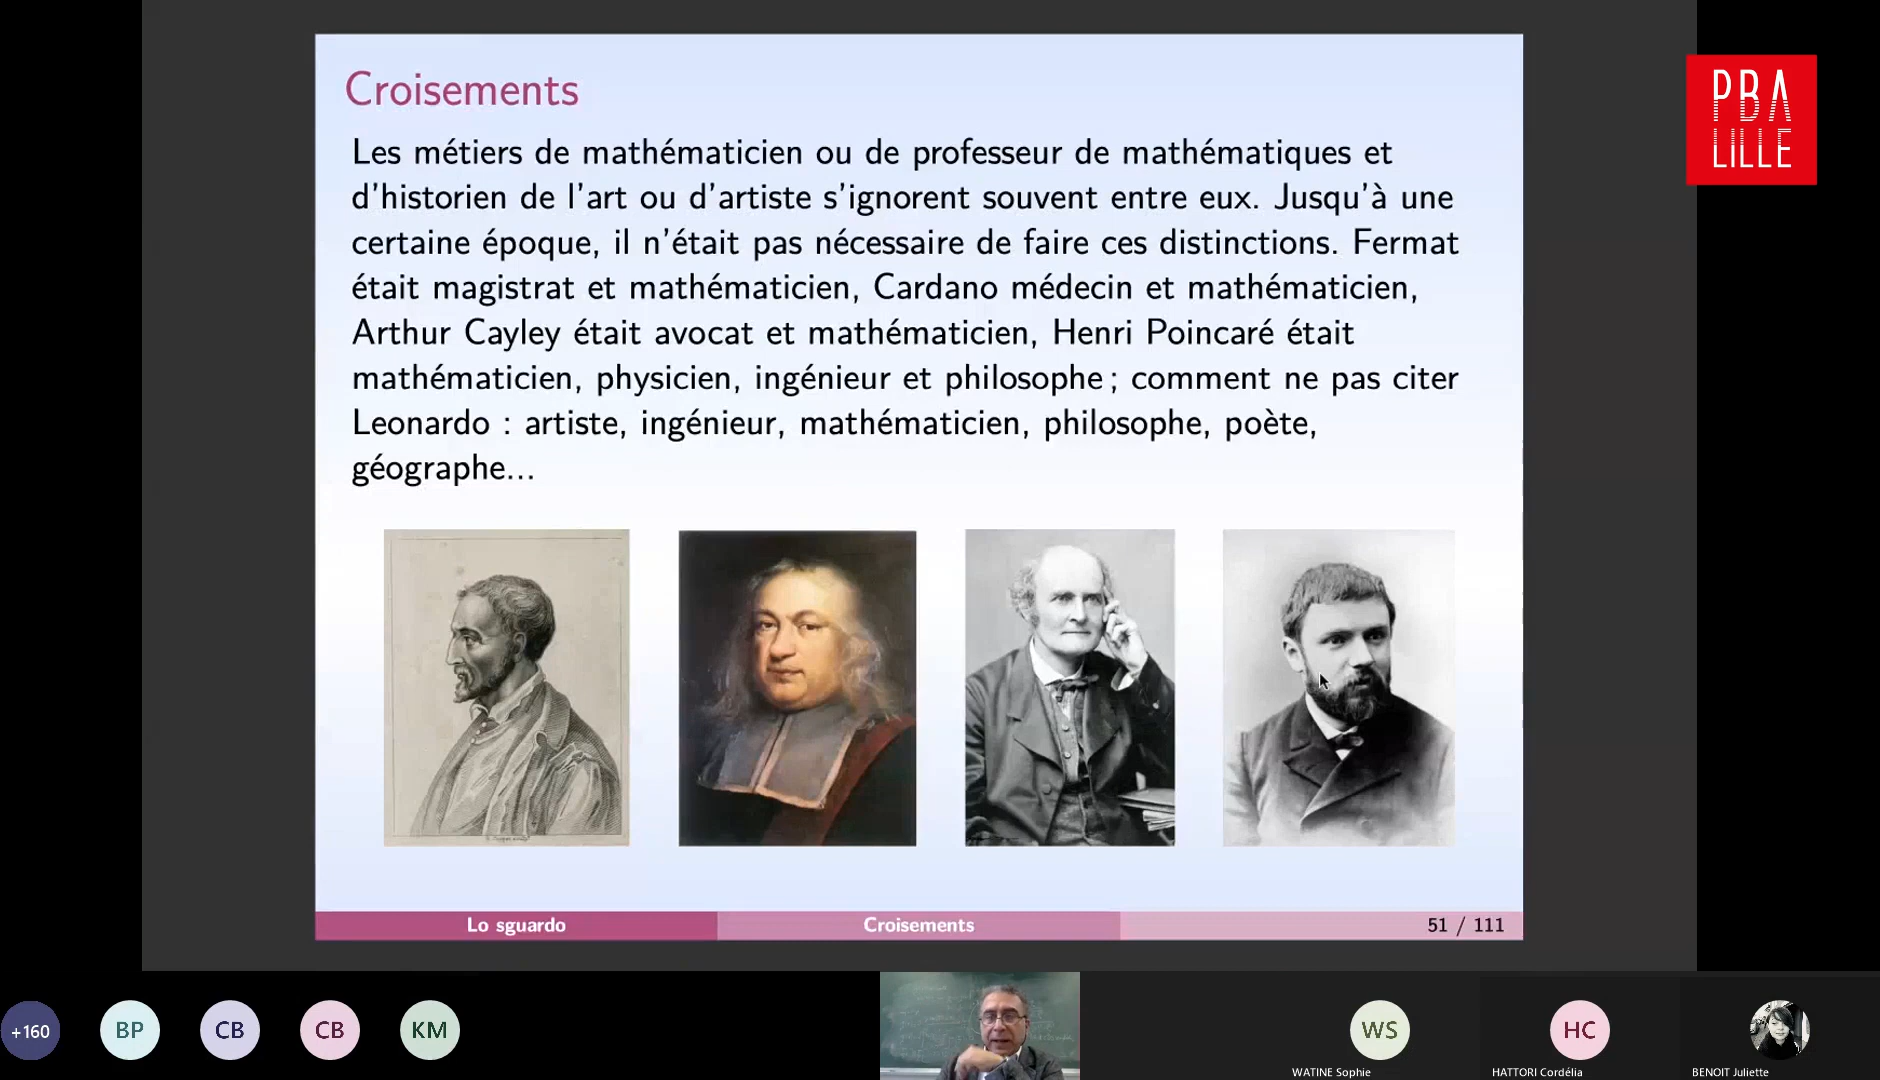 Croisements
Les métiers de mathématicien ou de professeur de mathématiques et
d'historien de l'art ou d'artiste s'ignorent souvent entre eux. Jusqu'à une
certaine époque, il n'était pas nécessaire de faire ces distinctions. Fermat
était magistrat et mathématicien, Cardano médecin et mathématicien,
Arthur Cayley était avocat et mathématicien, Henri Poincaré était
mathématicien, physicien, ingénieur et philosophe ; comment ne pas citer
Leonardo : artiste, ingénieur, mathématicien, philosophe, poète,
géographe...
Lo sguardo
Croisements
51 / 111
PBA
LILLE
+160
BP
CB
CB
KM
WS
WATINE Sophie
HC
HATTORI Cordélia
BENOIT Juliette